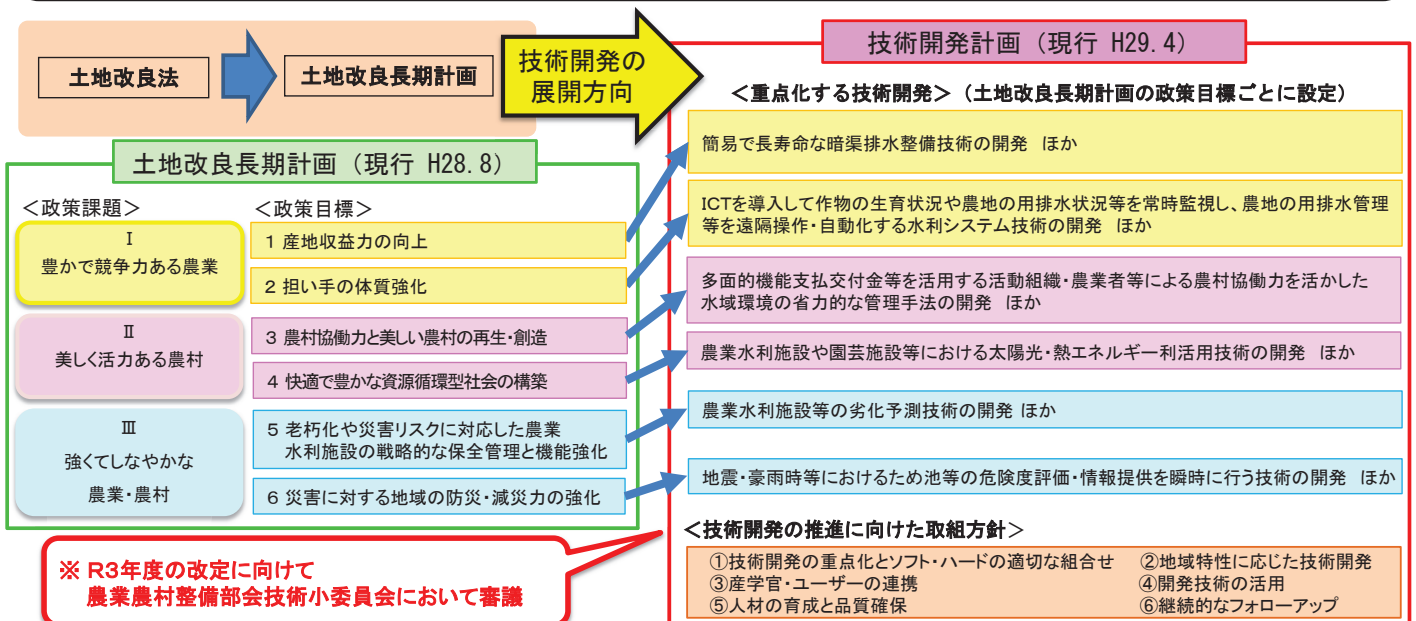 土地改良法
土地改良長期計画
技術開発の
展開方向
技術開発計画（現行 H29.4）
＜重点化する技術開発＞（土地改良長期計画の政策目標ごとに設定）
土地改良長期計画（現行 H28.8）
＜政策課題＞
＜政策目標＞
Ⅰ
豊かで競争力ある農業
1 産地収益力の向上
2 担い手の体質強化
Ⅱ
美しく活力ある農村
3 農村協働力と美しい農村の再生・創造
4 快適で豊かな資源循環型社会の構築
Ⅲ
強くてしなやかな
農業・農村
5 老朽化や災害リスクに対応した農業
水利施設の戦略的な保全管理と機能強化
6 災害に対する地域の防災・減災力の強化
簡易で長寿命な暗渠排水整備技術の開発 ほか
ICTを導入して作物の生育状況や農地の用排水状況等を常時監視し、農地の用排水管理
等を遠隔操作・自動化する水利システム技術の開発 ほか
多面的機能支払交付金等を活用する活動組織・農業者等による農村協働力を活かした
水域環境の省力的な管理手法の開発 ほか
農業水利施設や園芸施設等における太陽光・熱エネルギー利活用技術の開発 ほか
農業水利施設等の劣化予測技術の開発 ほか
地震・豪雨時等におけるため池等の危険度評価・情報提供を瞬時に行う技術の開発 ほか
＜技術開発の推進に向けた取組方針＞
①技術開発の重点化とソフト・ハードの適切な組合せ ②地域特性に応じた技術開発
③産学官・ユーザーの連携 ④開発技術の活用
⑤人材の育成と品質確保 ⑥継続的なフォローアップ
※ R3年度の改定に向けて
農業農村整備部会技術小委員会において審議